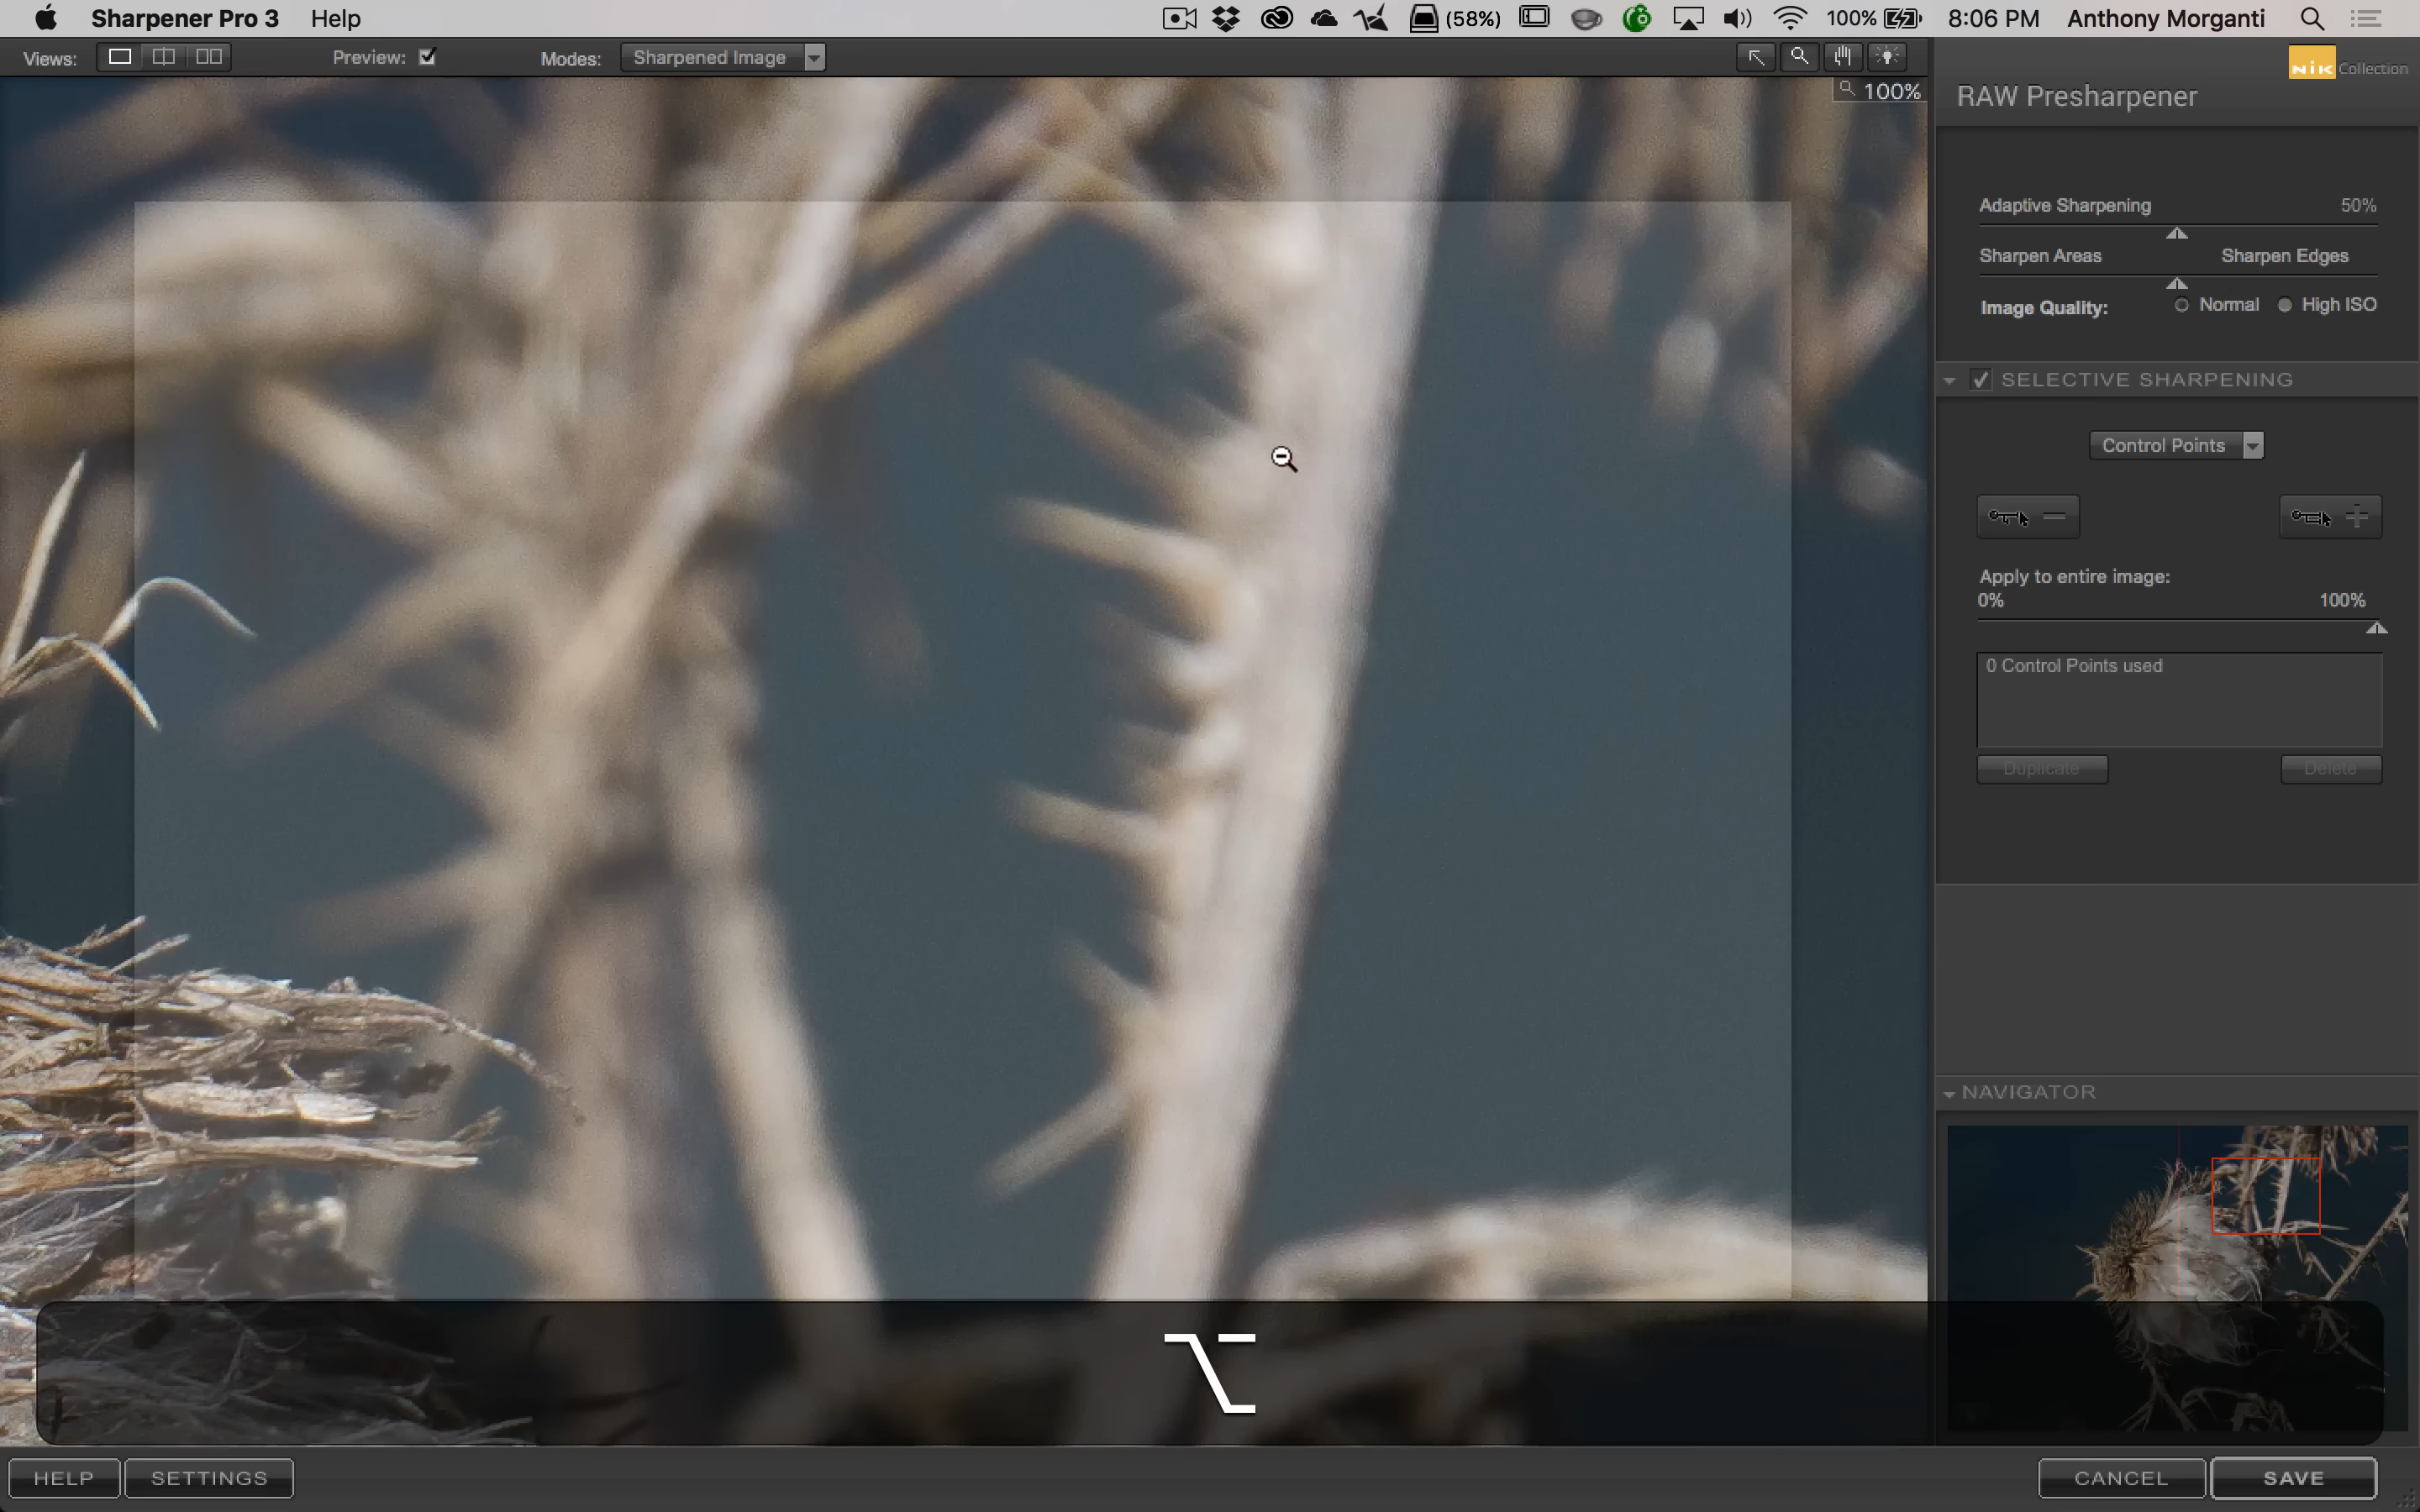 Sharpener Pro 3 Help (58%) 100% 8:06 PM Anthony Morganti
Views: Preview: Modes: Sharpened Image
100%
NiK Collection
RAW Presharpener
Adaptive Sharpening 50%
Sharpen Areas Sharpen Edges
Image Quality: Normal High ISO
SELECTIVE SHARPENING
Control Points
Apply to entire image:
0% 100%
0 Control Points used
Duplicate Delete
NAVIGATOR
HELP SETTINGS CANCEL SAVE